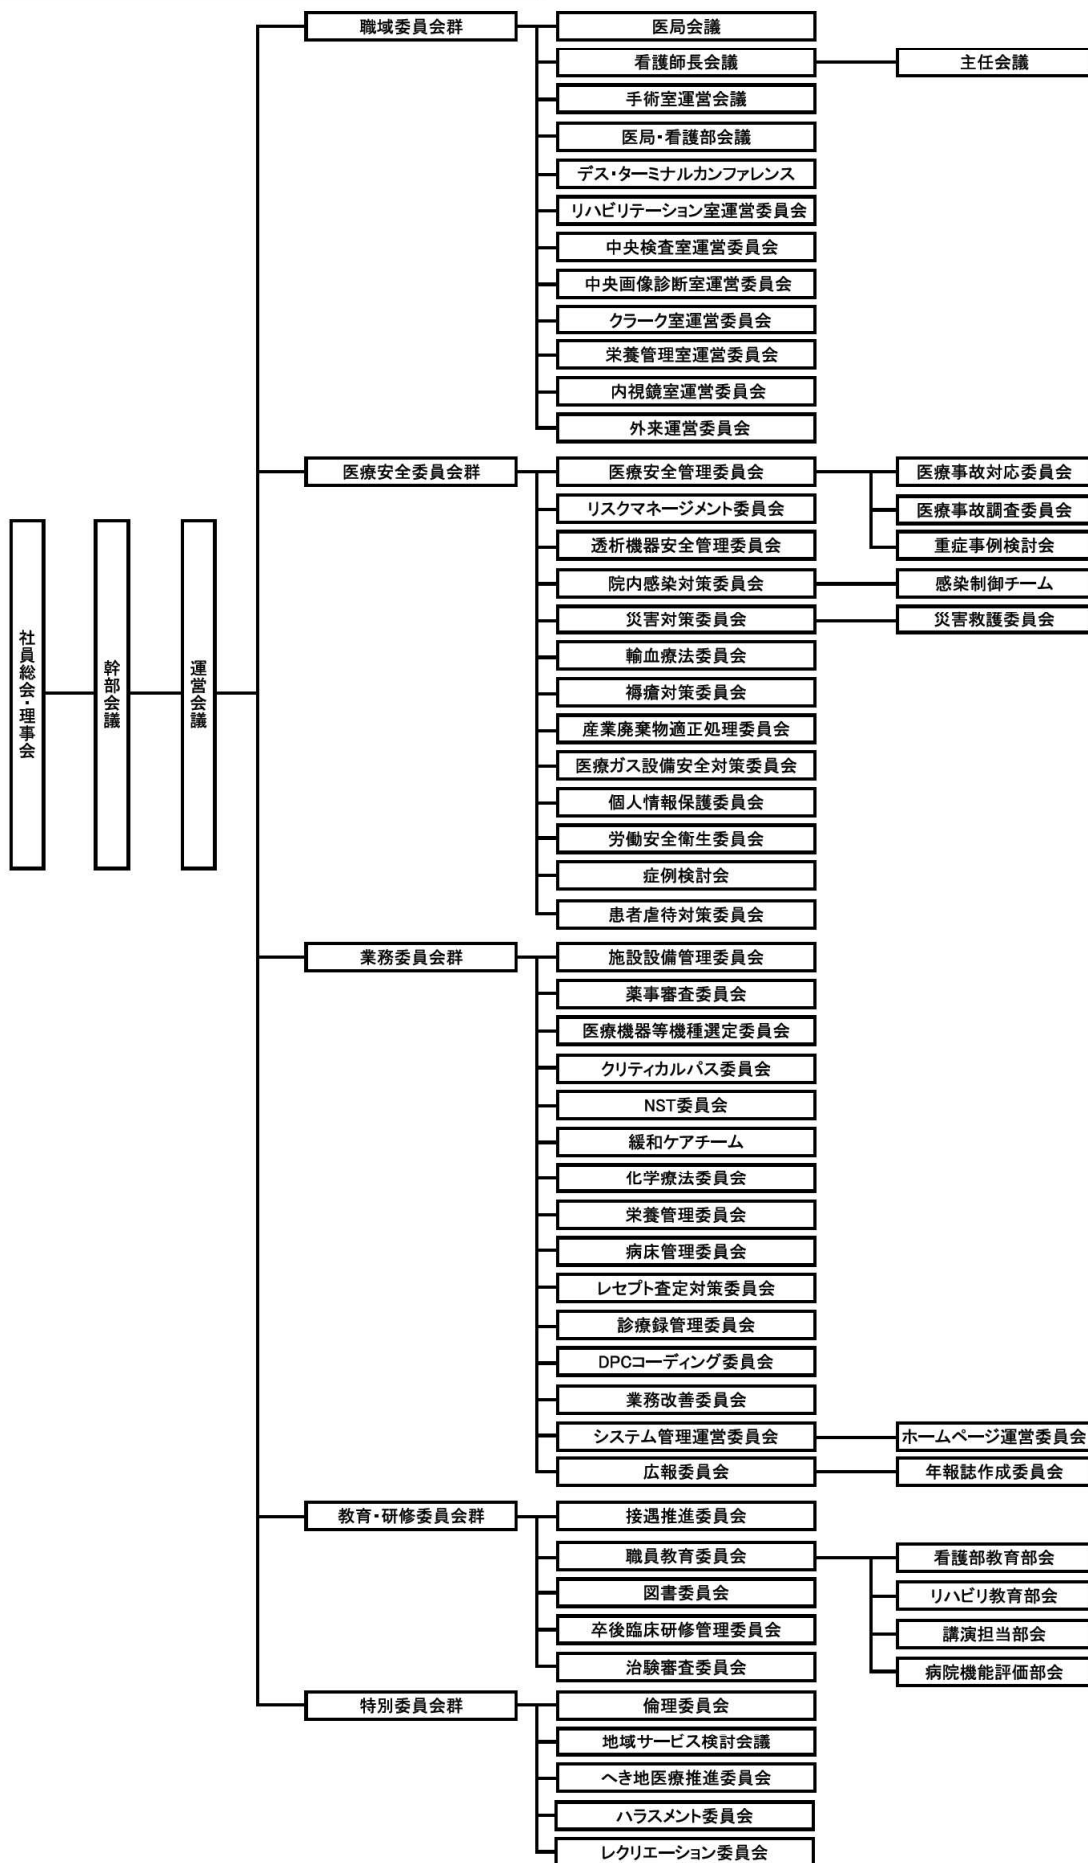 社員総会・理事会
幹部会議
運営会議
職域委員会群
医局会議
看護師長会議
主任会議
手術室運営会議
医局・看護部会議
デス・ターミナルカンファレンス
リハビリテーション室運営委員会
中央検査室運営委員会
中央画像診断室運営委員会
クラーク室運営委員会
栄養管理室運営委員会
内視鏡室運営委員会
外来運営委員会
医療安全委員会群
医療安全管理委員会
医療事故対応委員会
医療事故調査委員会
重症事例検討会
リスクマネージメント委員会
透析機器安全管理委員会
院内感染対策委員会
感染制御チーム
災害対策委員会
災害救護委員会
輸血療法委員会
褥瘡対策委員会
産業廃棄物適正処理委員会
医療ガス設備安全対策委員会
個人情報保護委員会
労働安全衛生委員会
症例検討会
患者虐待対策委員会
業務委員会群
施設設備管理委員会
薬事審査委員会
医療機器等機種選定委員会
クリティカルパス委員会
NST委員会
緩和ケアチーム
化学療法委員会
栄養管理委員会
病床管理委員会
レセプト査定対策委員会
診療録管理委員会
DPCコーディング委員会
業務改善委員会
システム管理運営委員会
ホームページ運営委員会
広報委員会
年報誌作成委員会
教育・研修委員会群
接遇推進委員会
職員教育委員会
看護部教育部会
リハビリ教育部会
講演担当部会
病院機能評価部会
図書委員会
卒後臨床研修管理委員会
治験審査委員会
特別委員会群
倫理委員会
地域サービス検討会議
へき地医療推進委員会
ハラスメント委員会
レクリエーション委員会